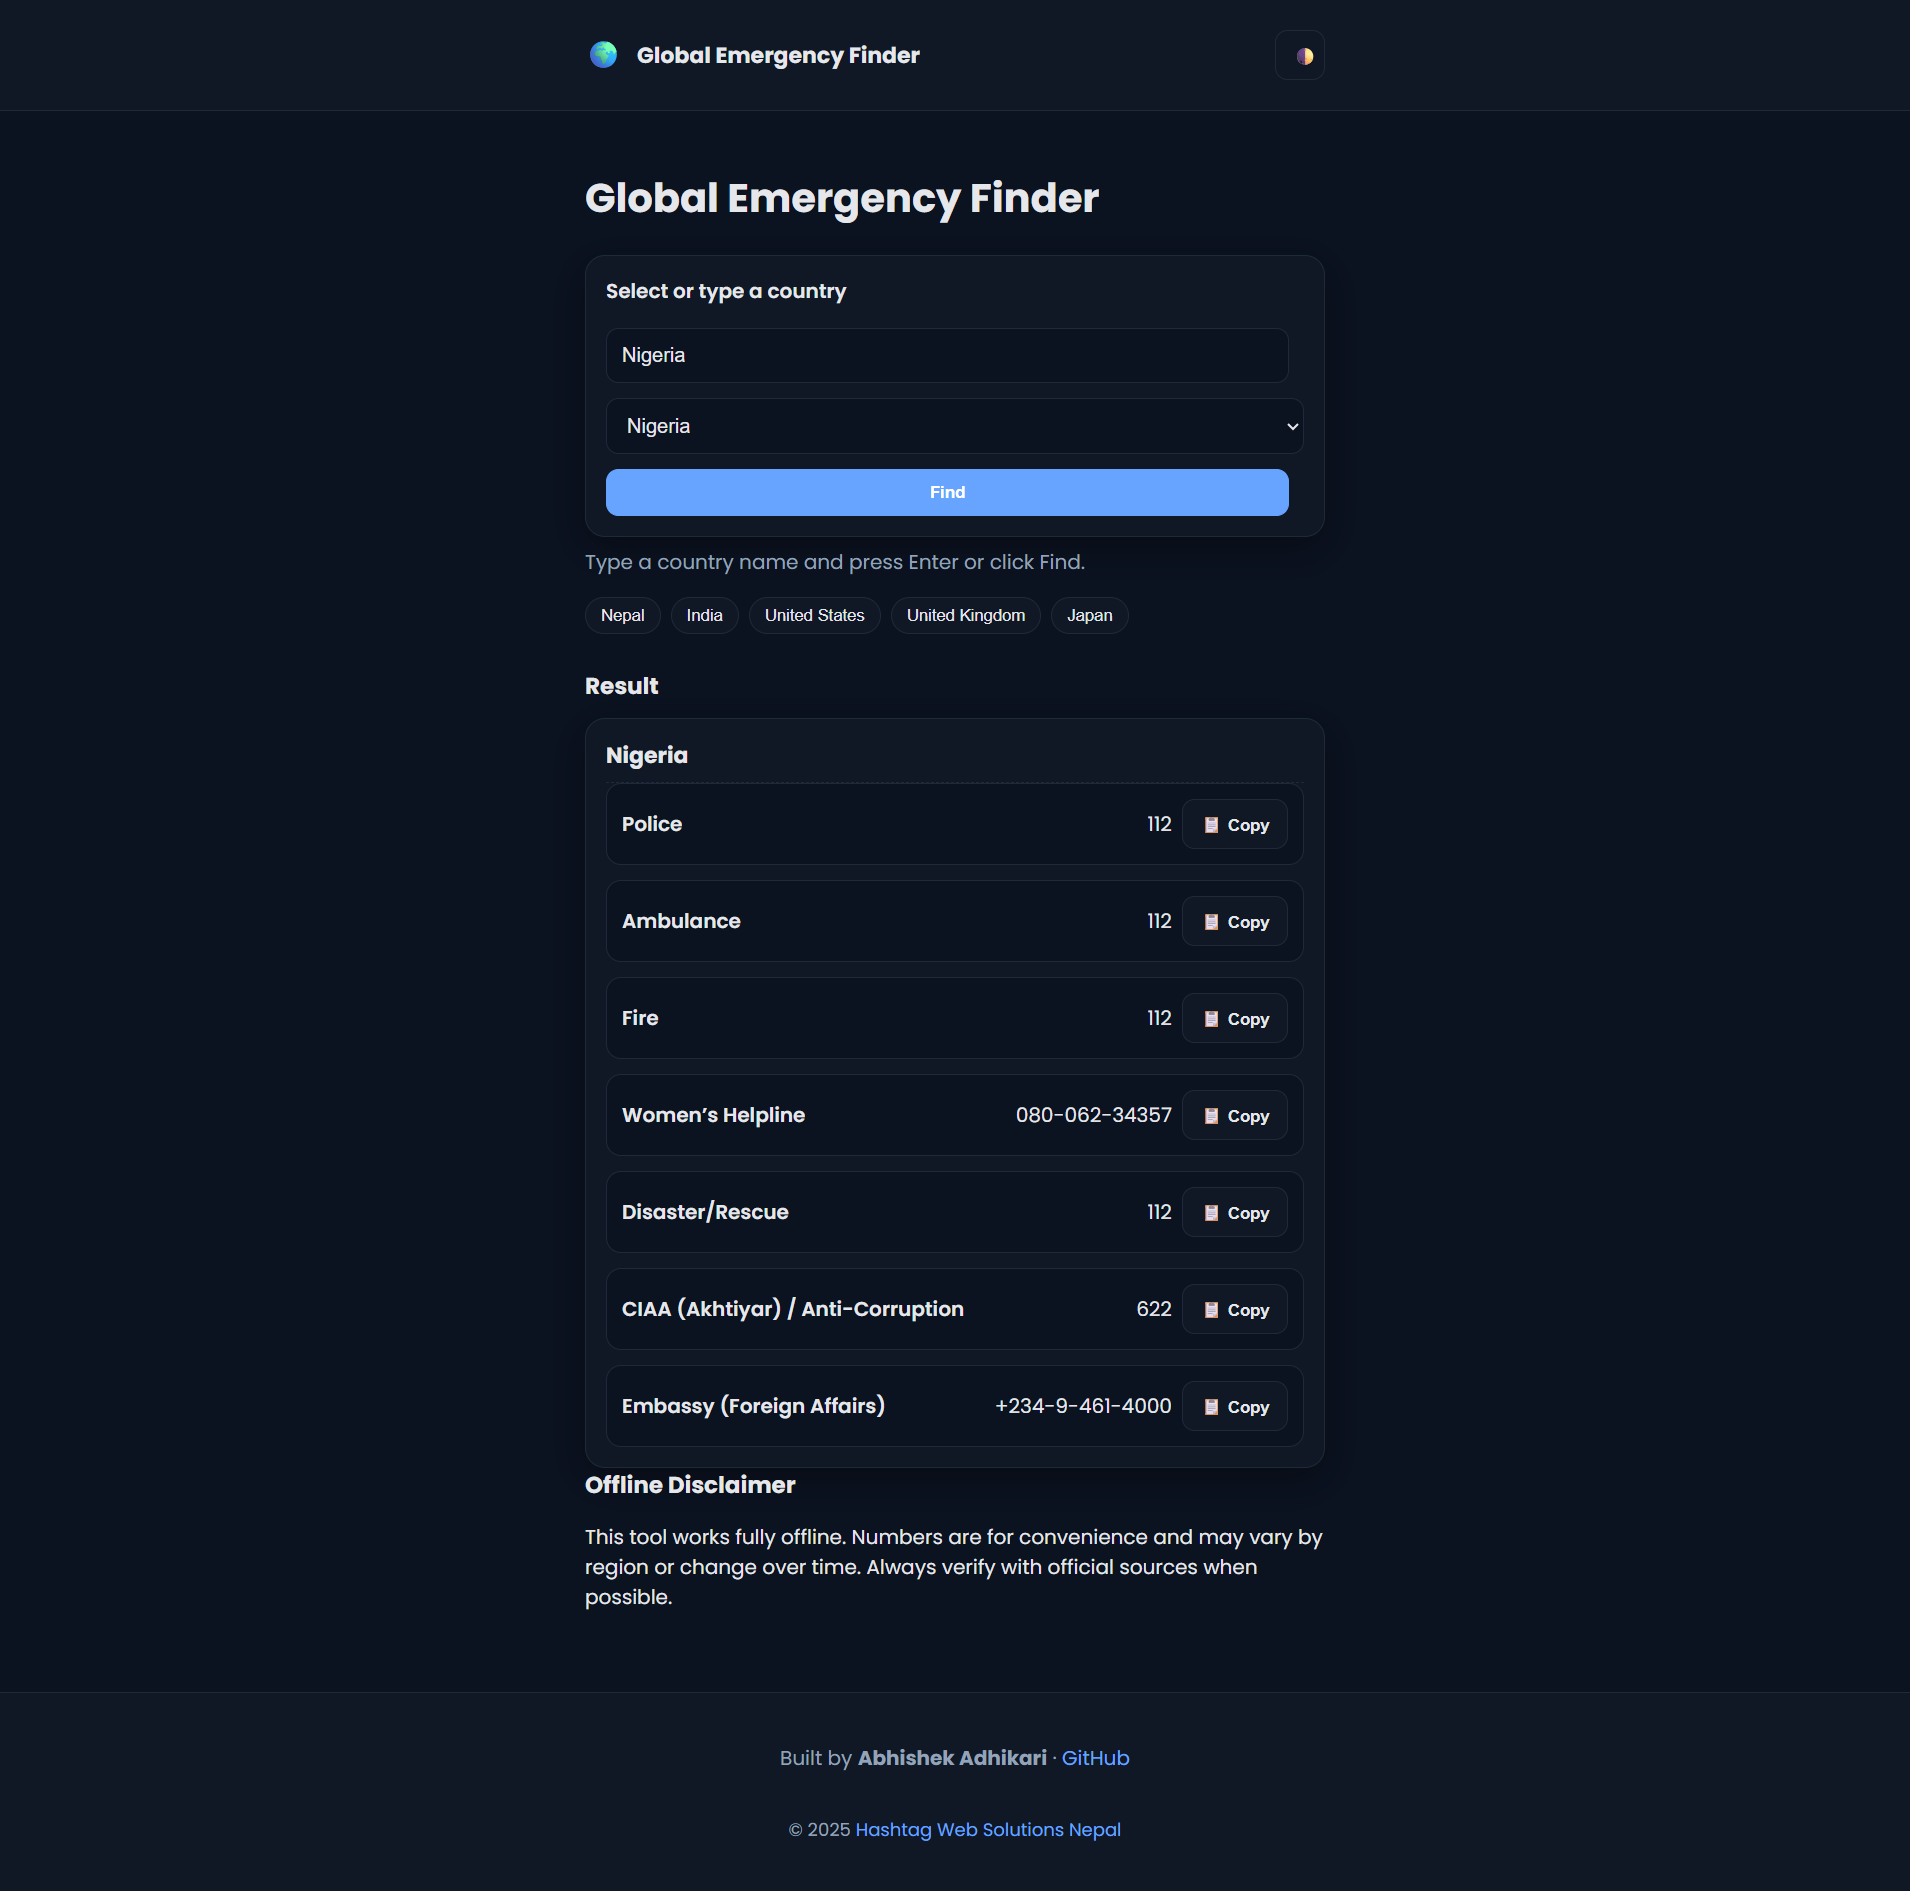 Global Emergency Finder
Global Emergency Finder
Select or type a country
Nigeria
Nigeria
Find
Type a country name and press Enter or click Find.
Nepal India United States United Kingdom Japan
Result
Nigeria
Police 112 Copy
Ambulance 112 Copy
Fire 112 Copy
Women’s Helpline 080-062-34357 Copy
Disaster/Rescue 112 Copy
CIAA (Akhtiyar) / Anti-Corruption 622 Copy
Embassy (Foreign Affairs) +234-9-461-4000 Copy
Offline Disclaimer
This tool works fully offline. Numbers are for convenience and may vary by
region or change over time. Always verify with official sources when
possible.
Built by Abhishek Adhikari · GitHub
© 2025 Hashtag Web Solutions Nepal